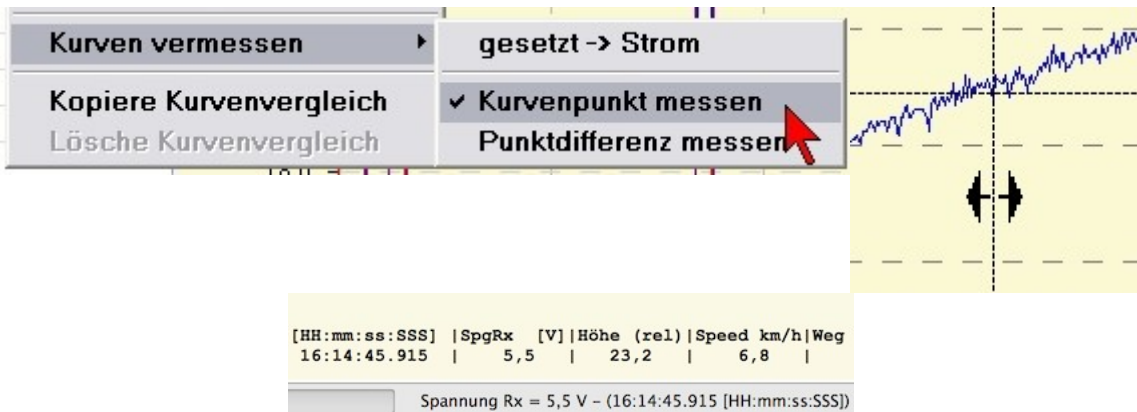 Kurven vermessen
gesetzt -> Strom
Kopiere Kurvenvergleich
✓ Kurvenpunkt messen
Lösche Kurvenvergleich
Punktdifferenz messen
[HH:mm:ss:SSS] |SpgRx [V]|Höhe (rel)|Speed km/h|Weg
16:14:45.915 | 5,5 | 23,2 | 6,8 |
Spannung Rx = 5,5 V – (16:14:45.915 [HH:mm:ss:SSS])